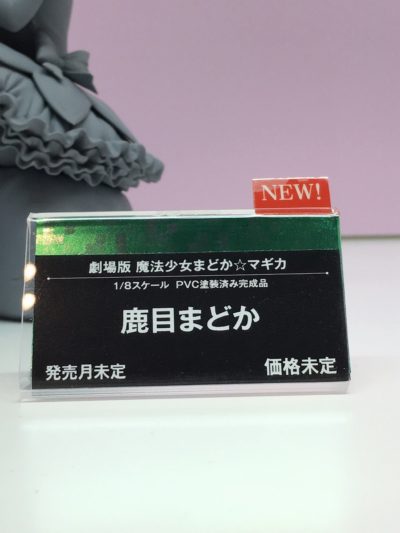 NEW!
劇場版 魔法少女まどか☆マギカ
1/8スケール PVC塗装済み完成品
鹿目まどか
発売月未定 価格未定